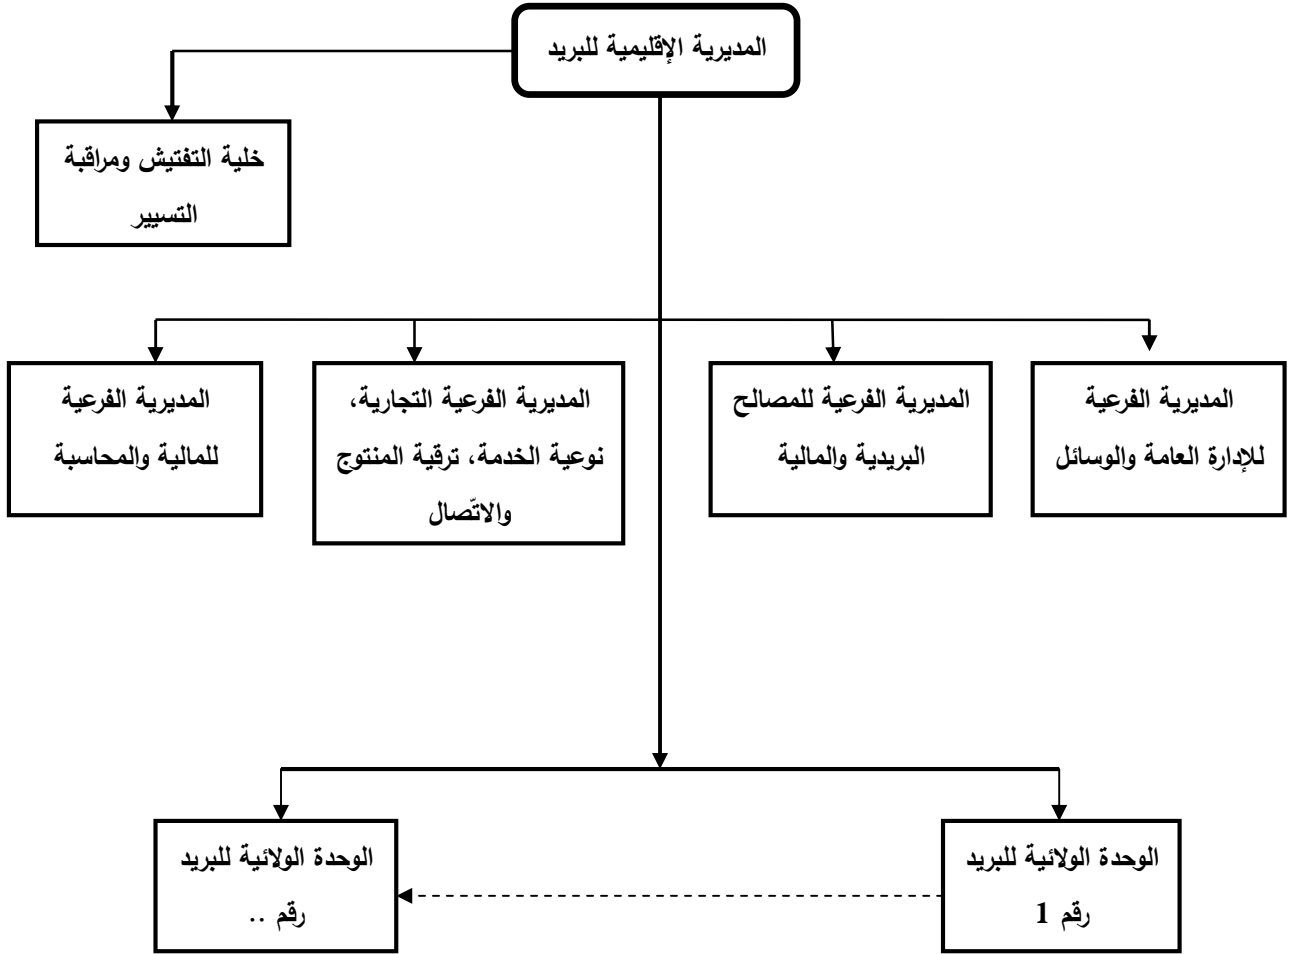 المديرية الإقليمية للبريد
خلية التفتيش ومراقبة
التسيير
المديرية الفرعية
للإدارة العامة والوسائل
المديرية الفرعية للمصالح
البريدية والمالية
المديرية الفرعية التجارية،
نوعية الخدمة، ترقية المنتوج
والاتّصال
المديرية الفرعية
للمالية والمحاسبة
الوحدة الولائية للبريد
رقم 1
الوحدة الولائية للبريد
رقم ..